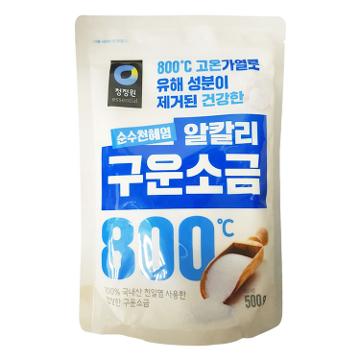 800℃ 고온가열로
유해 성분이
제거된 건강한
청정원
essential
순수천혜염 알칼리
구운소금
800℃
100% 국내산 천일염 사용한
구운소금
500g